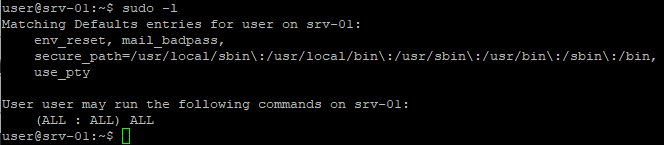 user@srv-01:~$ sudo -l
Matching Defaults entries for user on srv-01:
    env_reset, mail_badpass,
    secure_path=/usr/local/sbin\:/usr/local/bin\:/usr/sbin\:/usr/bin\:/sbin\:/bin,
    use_pty

User user may run the following commands on srv-01:
    (ALL : ALL) ALL
user@srv-01:~$